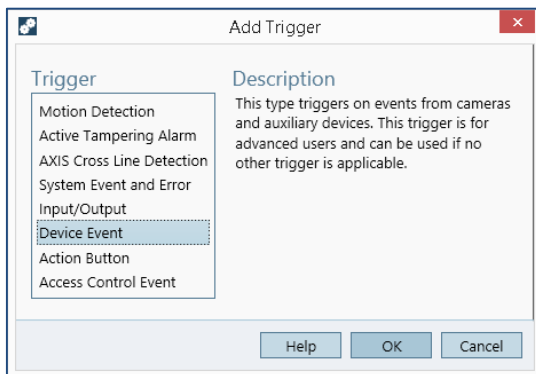 Add Trigger
Trigger
Motion Detection
Active Tampering Alarm
AXIS Cross Line Detection
System Event and Error
Input/Output
Device Event
Action Button
Access Control Event
Description
This type triggers on events from cameras
and auxiliary devices. This trigger is for
advanced users and can be used if no
other trigger is applicable.
Help
OK
Cancel